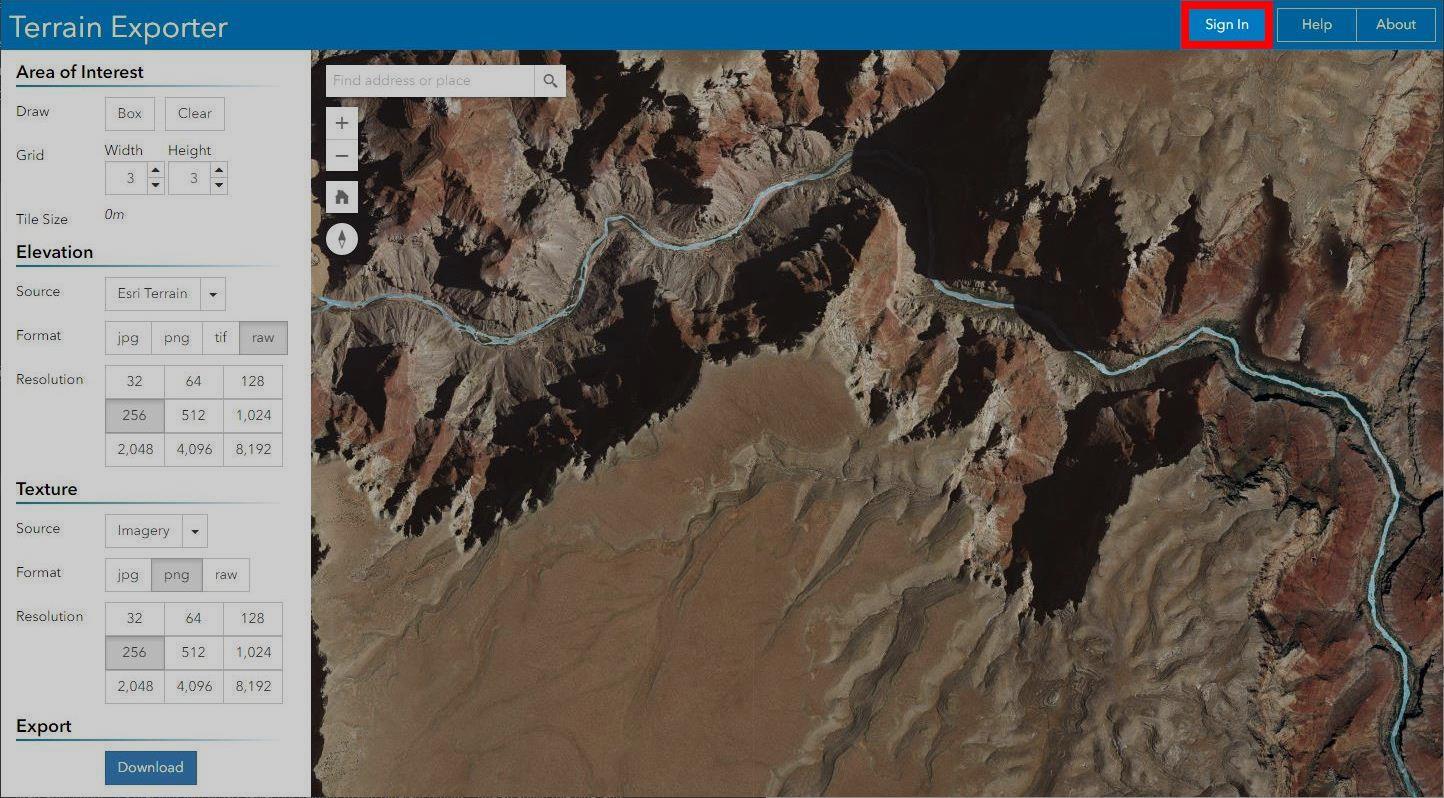 Terrain Exporter
Sign In
Help
About
Area of Interest
Draw
Box
Clear
Grid
Width
Height
3
3
Tile Size
0m
Elevation
Source
Esri Terrain
Format
jpg
png
tif
raw
Resolution
32
64
128
256
512
1,024
2,048
4,096
8,192
Texture
Source
Imagery
Format
jpg
png
raw
Resolution
32
64
128
256
512
1,024
2,048
4,096
8,192
Export
Download
Find address or place
+
−